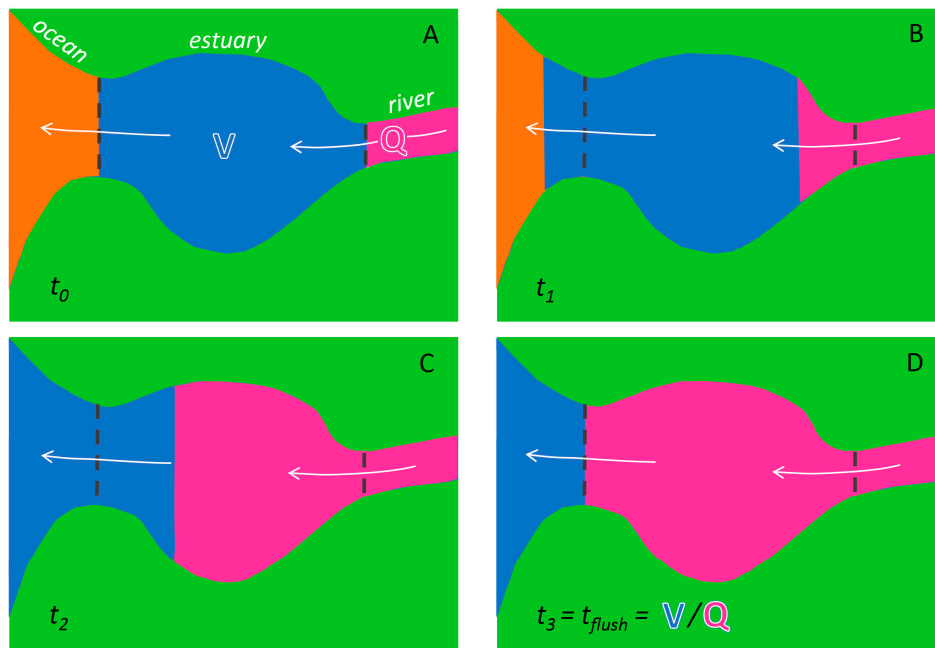 A
ocean
estuary
river
V
Q
t0
B
t1
C
t2
D
t3 = tflush = V/Q